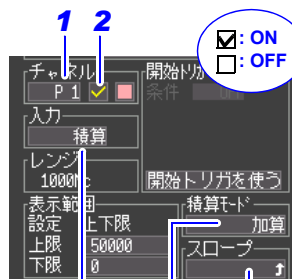 1 2
: ON
: OFF
チャネル
開始トリガ
P 1
条件
入力
積算
レンジ
1000Mc
開始トリガを使う
表示範囲
積算モード
設定 上下限
加算
上限 50000
スロープ
下限 0